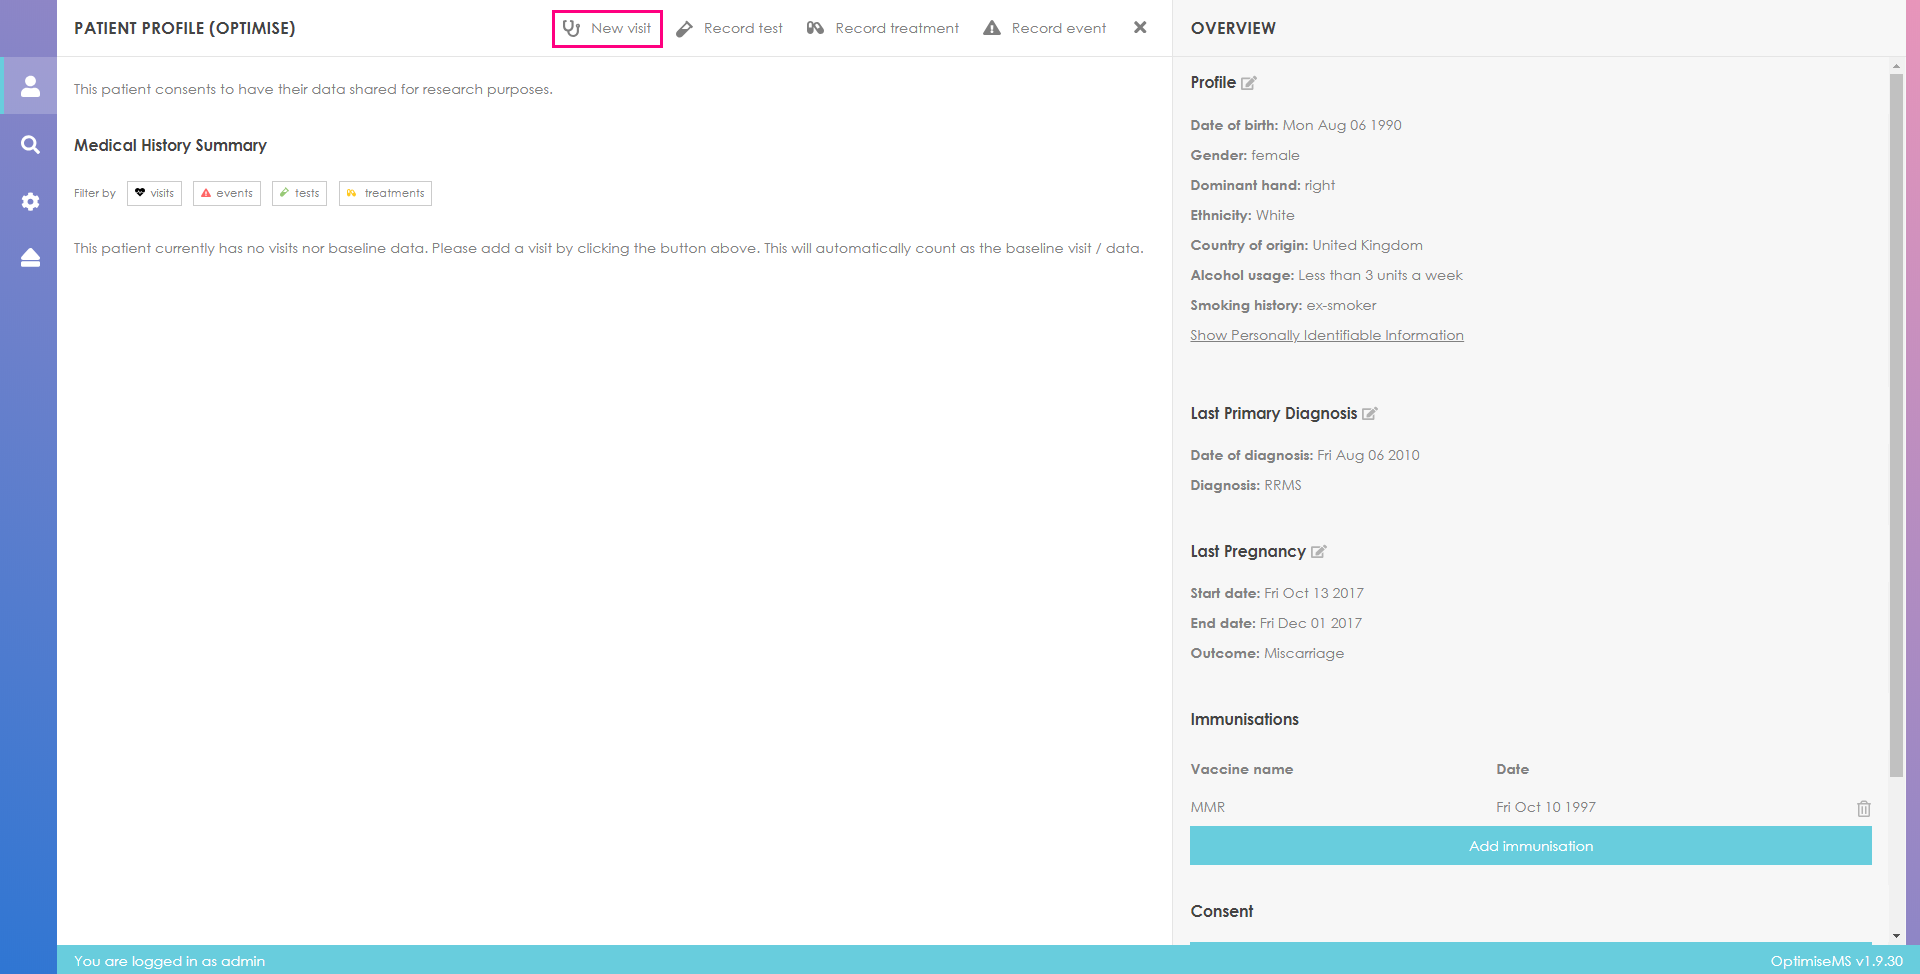 PATIENT PROFILE (OPTIMISE)
New visit
Record test
Record treatment
Record event
This patient consents to have their data shared for research purposes.
Medical History Summary
Filter by
visits
events
tests
treatments
This patient currently has no visits nor baseline data. Please add a visit by clicking the button above. This will automatically count as the baseline visit / data.
OVERVIEW
Profile
Date of birth: Mon Aug 06 1990
Gender: female
Dominant hand: right
Ethnicity: White
Country of origin: United Kingdom
Alcohol usage: Less than 3 units a week
Smoking history: ex-smoker
Show Personally Identifiable Information
Last Primary Diagnosis
Date of diagnosis: Fri Aug 06 2010
Diagnosis: RRMS
Last Pregnancy
Start date: Fri Oct 13 2017
End date: Fri Dec 01 2017
Outcome: Miscarriage
Immunisations
Vaccine name Date
MMR Fri Oct 10 1997
Add immunisation
Consent
You are logged in as admin
OptimiseMS v1.9.30